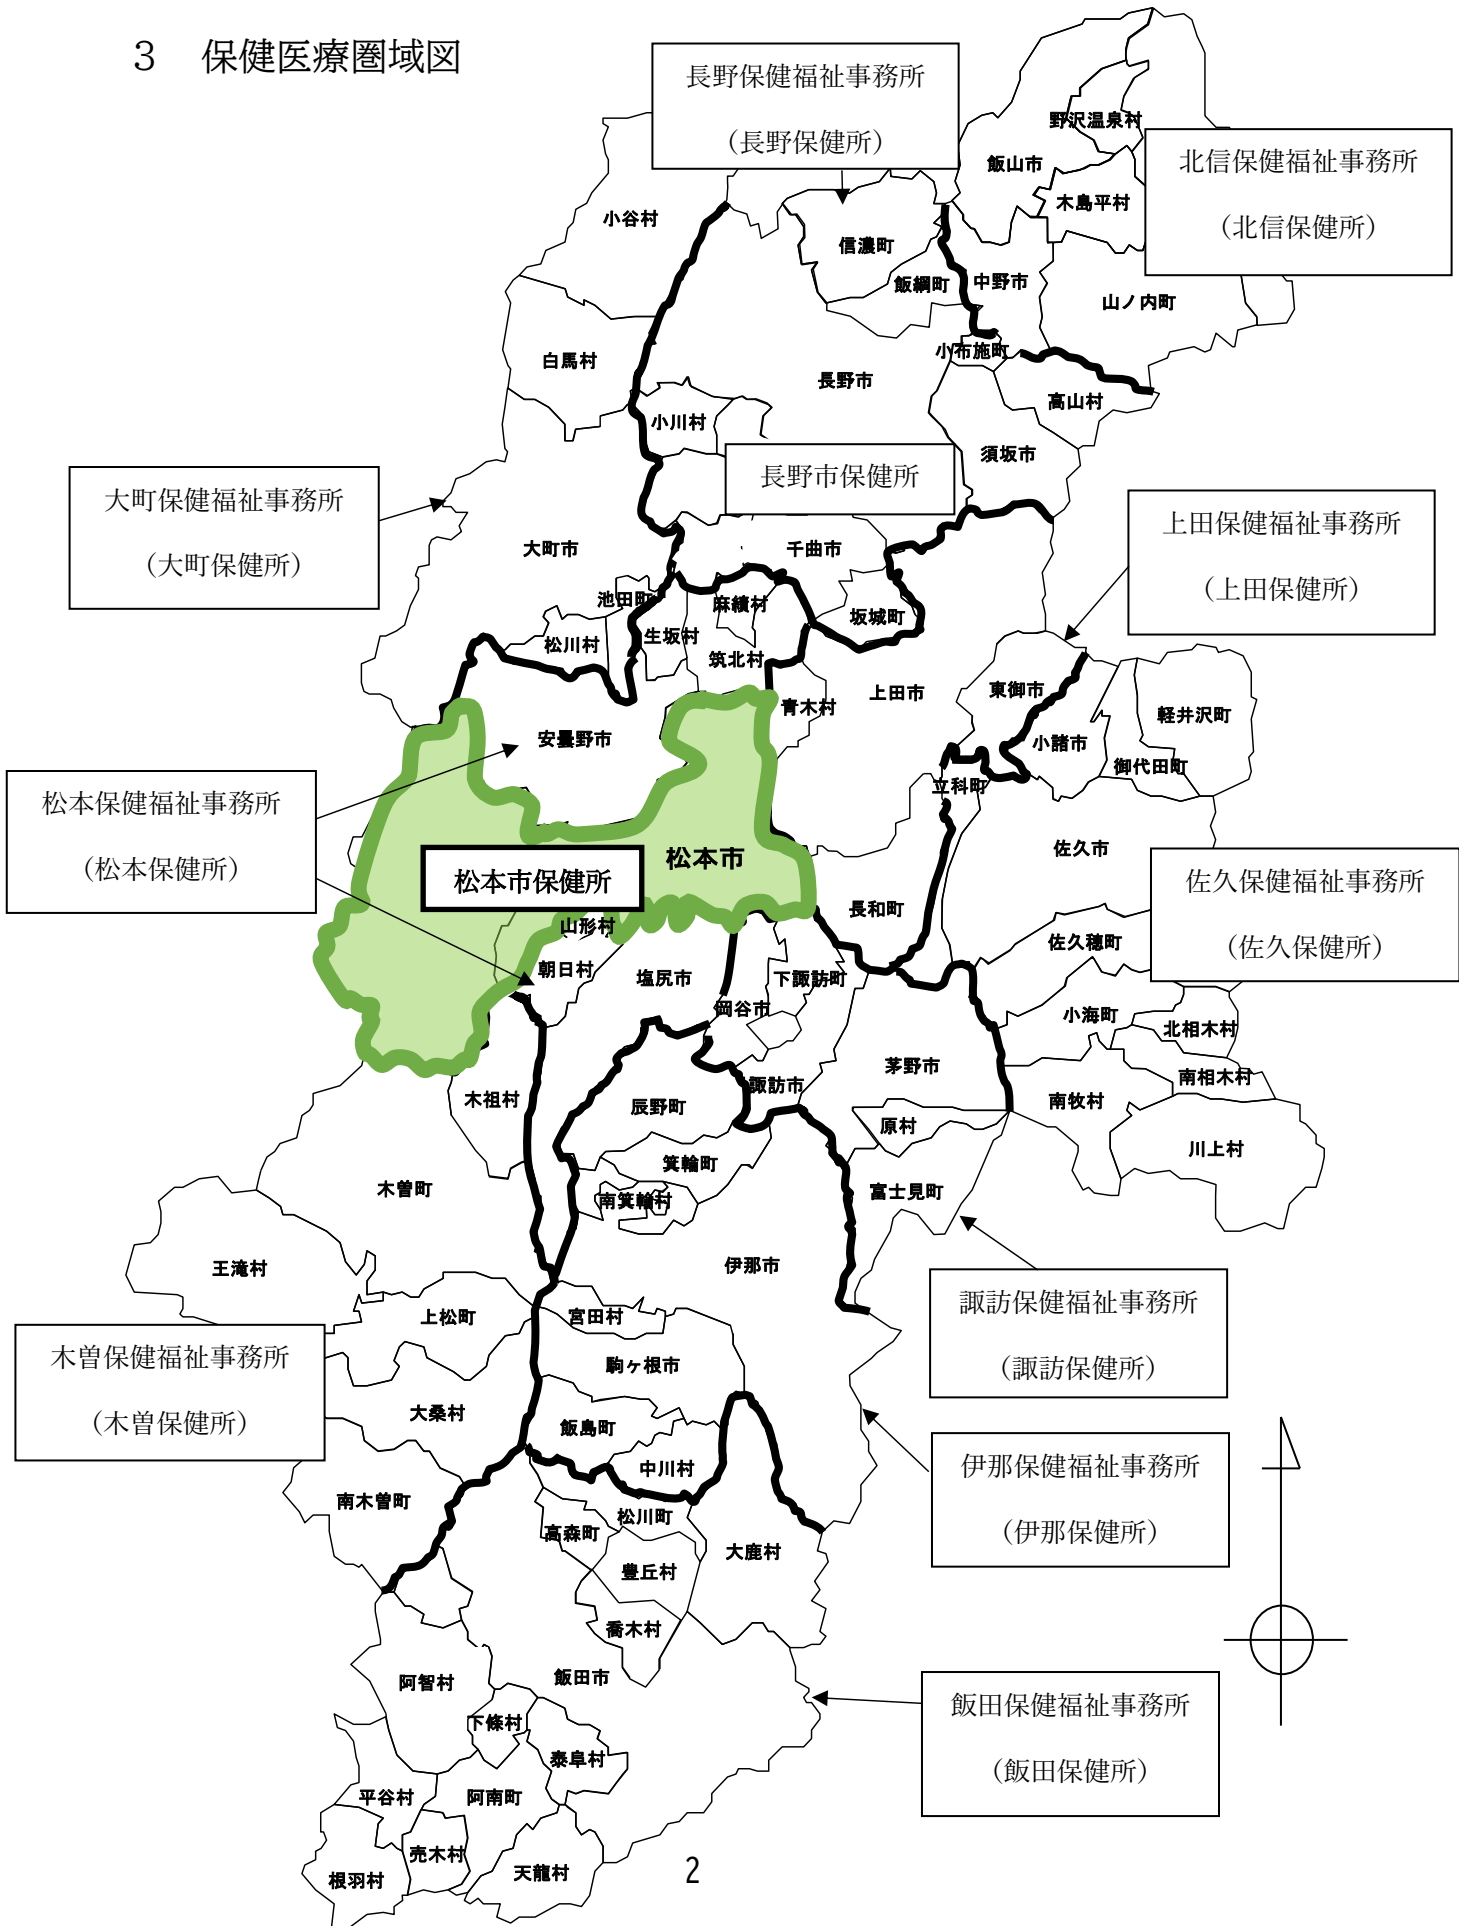 3　保健医療圏域図
長野保健福祉事務所
（長野保健所）
野沢温泉村
飯山市
北信保健福祉事務所
（北信保健所）
木島平村
小谷村
信濃町
飯綱町
中野市
山ノ内町
小布施町
白馬村
長野市
高山村
小川村
須坂市
長野市保健所
大町保健福祉事務所
（大町保健所）
上田保健福祉事務所
（上田保健所）
大町市
千曲市
池田町
麻績村
坂城町
生坂村
松川村
筑北村
上田市
東御市
青木村
軽井沢町
安曇野市
小諸市
御代田町
立科町
松本保健福祉事務所
（松本保健所）
松本市
佐久市
松本市保健所
佐久保健福祉事務所
（佐久保健所）
長和町
山形村
佐久穂町
朝日村
塩尻市
下諏訪町
岡谷市
小海町
北相木村
茅野市
南相木村
諏訪市
木祖村
辰野町
南牧村
原村
川上村
箕輪町
木曽町
南箕輪村
富士見町
伊那市
王滝村
諏訪保健福祉事務所
（諏訪保健所）
上松町
宮田村
木曽保健福祉事務所
（木曽保健所）
駒ヶ根市
大桑村
飯島町
中川村
伊那保健福祉事務所
（伊那保健所）
南木曽町
松川町
高森町
大鹿村
豊丘村
喬木村
飯田市
阿智村
飯田保健福祉事務所
（飯田保健所）
下條村
泰阜村
平谷村
阿南町
売木村
天龍村
根羽村
2